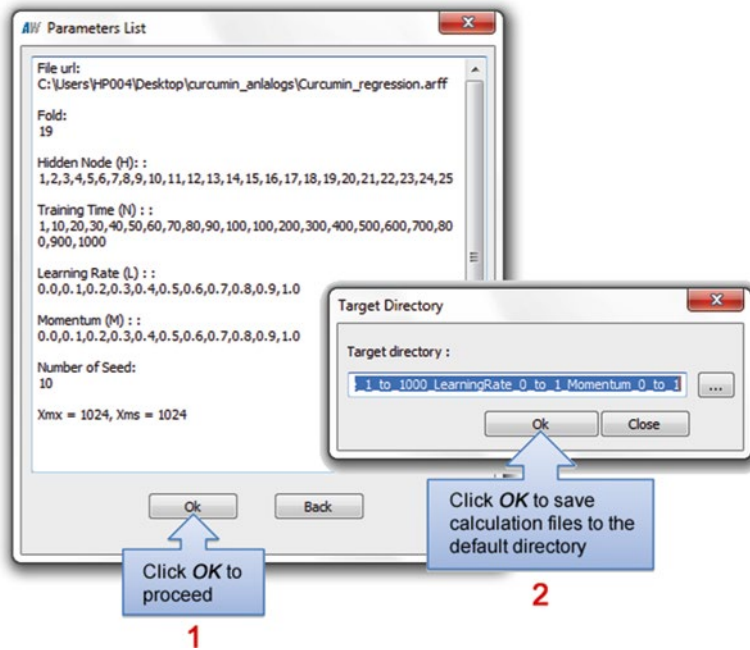 AW Parameters List
File url:
C:\Users\HP004\Desktop\curcumin_anlalogs\Curcumin_regression.arff
Fold:
19
Hidden Node (H): :
1,2,3,4,5,6,7,8,9,10,11,12,13,14,15,16,17,18,19,20,21,22,23,24,25
Training Time (N) : :
1,10,20,30,40,50,60,70,80,90,100,100,200,300,400,500,600,700,80
0,900,1000
Learning Rate (L) : :
0.0,0.1,0.2,0.3,0.4,0.5,0.6,0.7,0.8,0.9,1.0
Momentum (M) : :
0.0,0.1,0.2,0.3,0.4,0.5,0.6,0.7,0.8,0.9,1.0
Number of Seed:
10
Xmx = 1024, Xms = 1024
Ok
Back
Click OK to
proceed
1
Target Directory
Target directory :
_1_to_1000_LearningRate_0_to_1_Momentum_0_to_1
...
Ok
Close
Click OK to save
calculation files to the
default directory
2